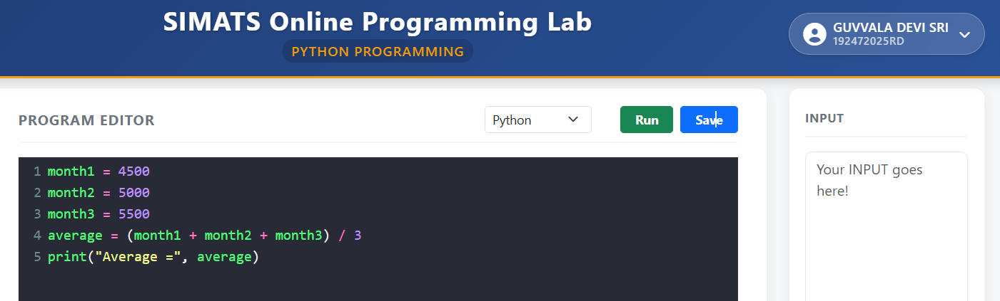 SIMATS Online Programming Lab
PYTHON PROGRAMMING
GUVVALA DEVI SRI
192472025RD
PROGRAM EDITOR
Python
Run
Save
1 month1 = 4500
2 month2 = 5000
3 month3 = 5500
4 average = (month1 + month2 + month3) / 3
5 print("Average =", average)
INPUT
Your INPUT goes
here!